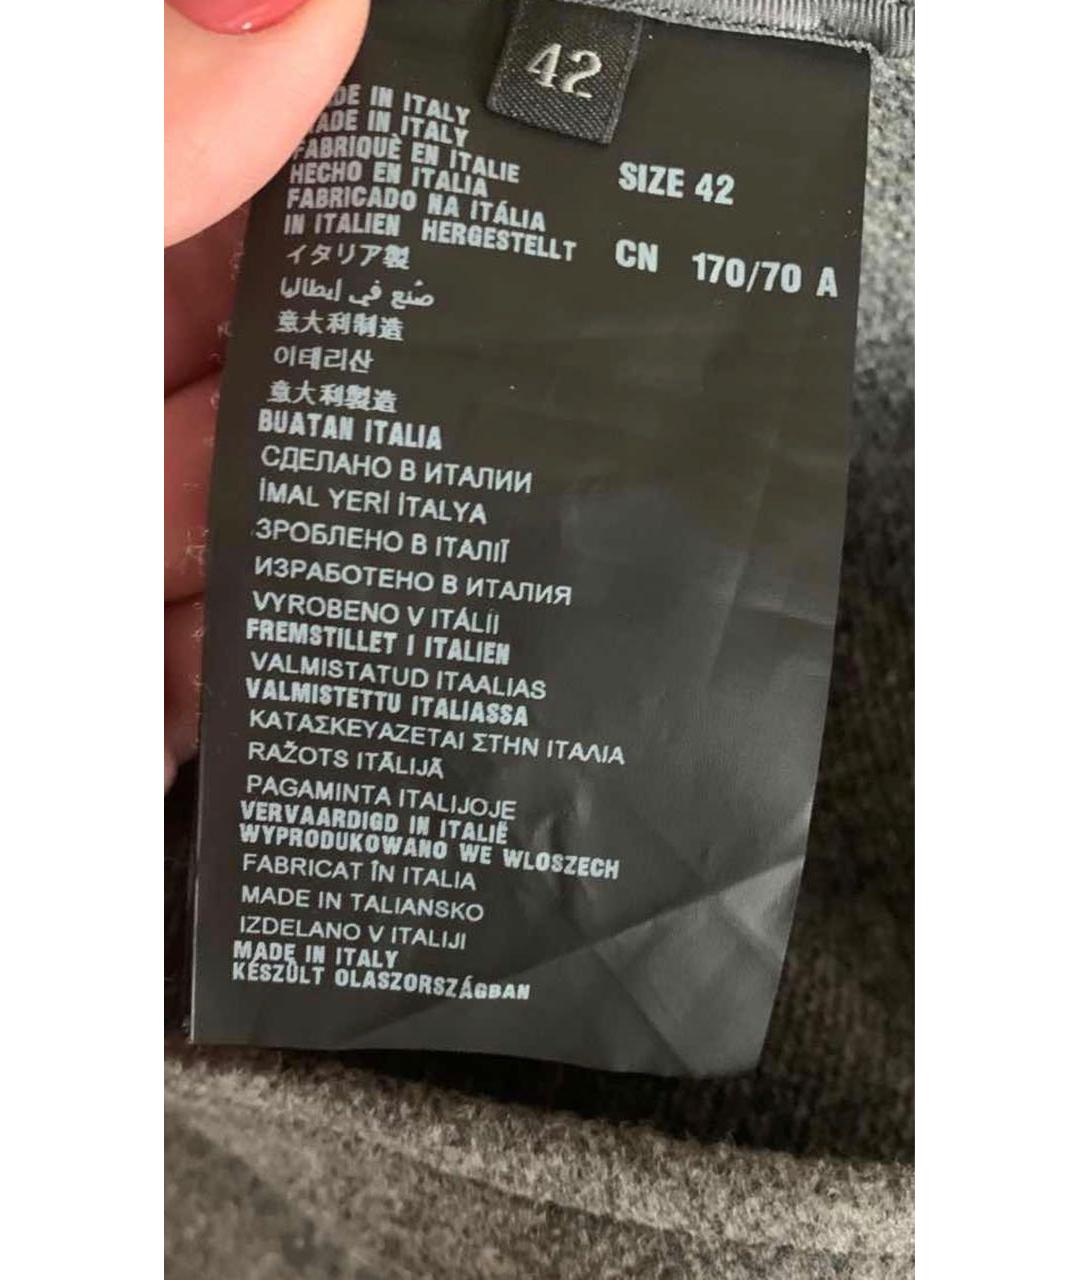 42
SIZE 42
CN 170/70 A
DE IN ITALY
ADE IN ITALY
FABRIQUÈ EN ITALIE
HECHO EN ITALIA
FABRICADO NA ITÁLIA
IN ITALIEN HERGESTELLT
イタリア製
صُنع في إيطاليا
意大利制造
이테리산
意大利製造
BUATAN ITALIA
СДЕЛАНО В ИТАЛИИ
İMAL YERİ İTALYA
ЗРОБЛЕНО В ІТАЛІЇ
ИЗРАБОТЕНО В ИТАЛИЯ
VYROBENO V ITÁLII
FREMSTILLET I ITALIEN
VALMISTATUD ITAALIAS
VALMISTETTU ITALIASSA
ΚΑΤΑΣΚΕΥΑΖΕΤΑΙ ΣΤΗΝ ΙΤΑΛΙΑ
RAŽOTS ITĀLIJĀ
PAGAMINTA ITALIJOJE
VERVAARDIGD IN ITALIË
WYPRODUKOWANO WE WLOSZECH
FABRICAT ÎN ITALIA
MADE IN TALIANSKO
IZDELANO V ITALIJI
MADE IN ITALY
KÉSZÜLT OLASZORSZÁGBAN